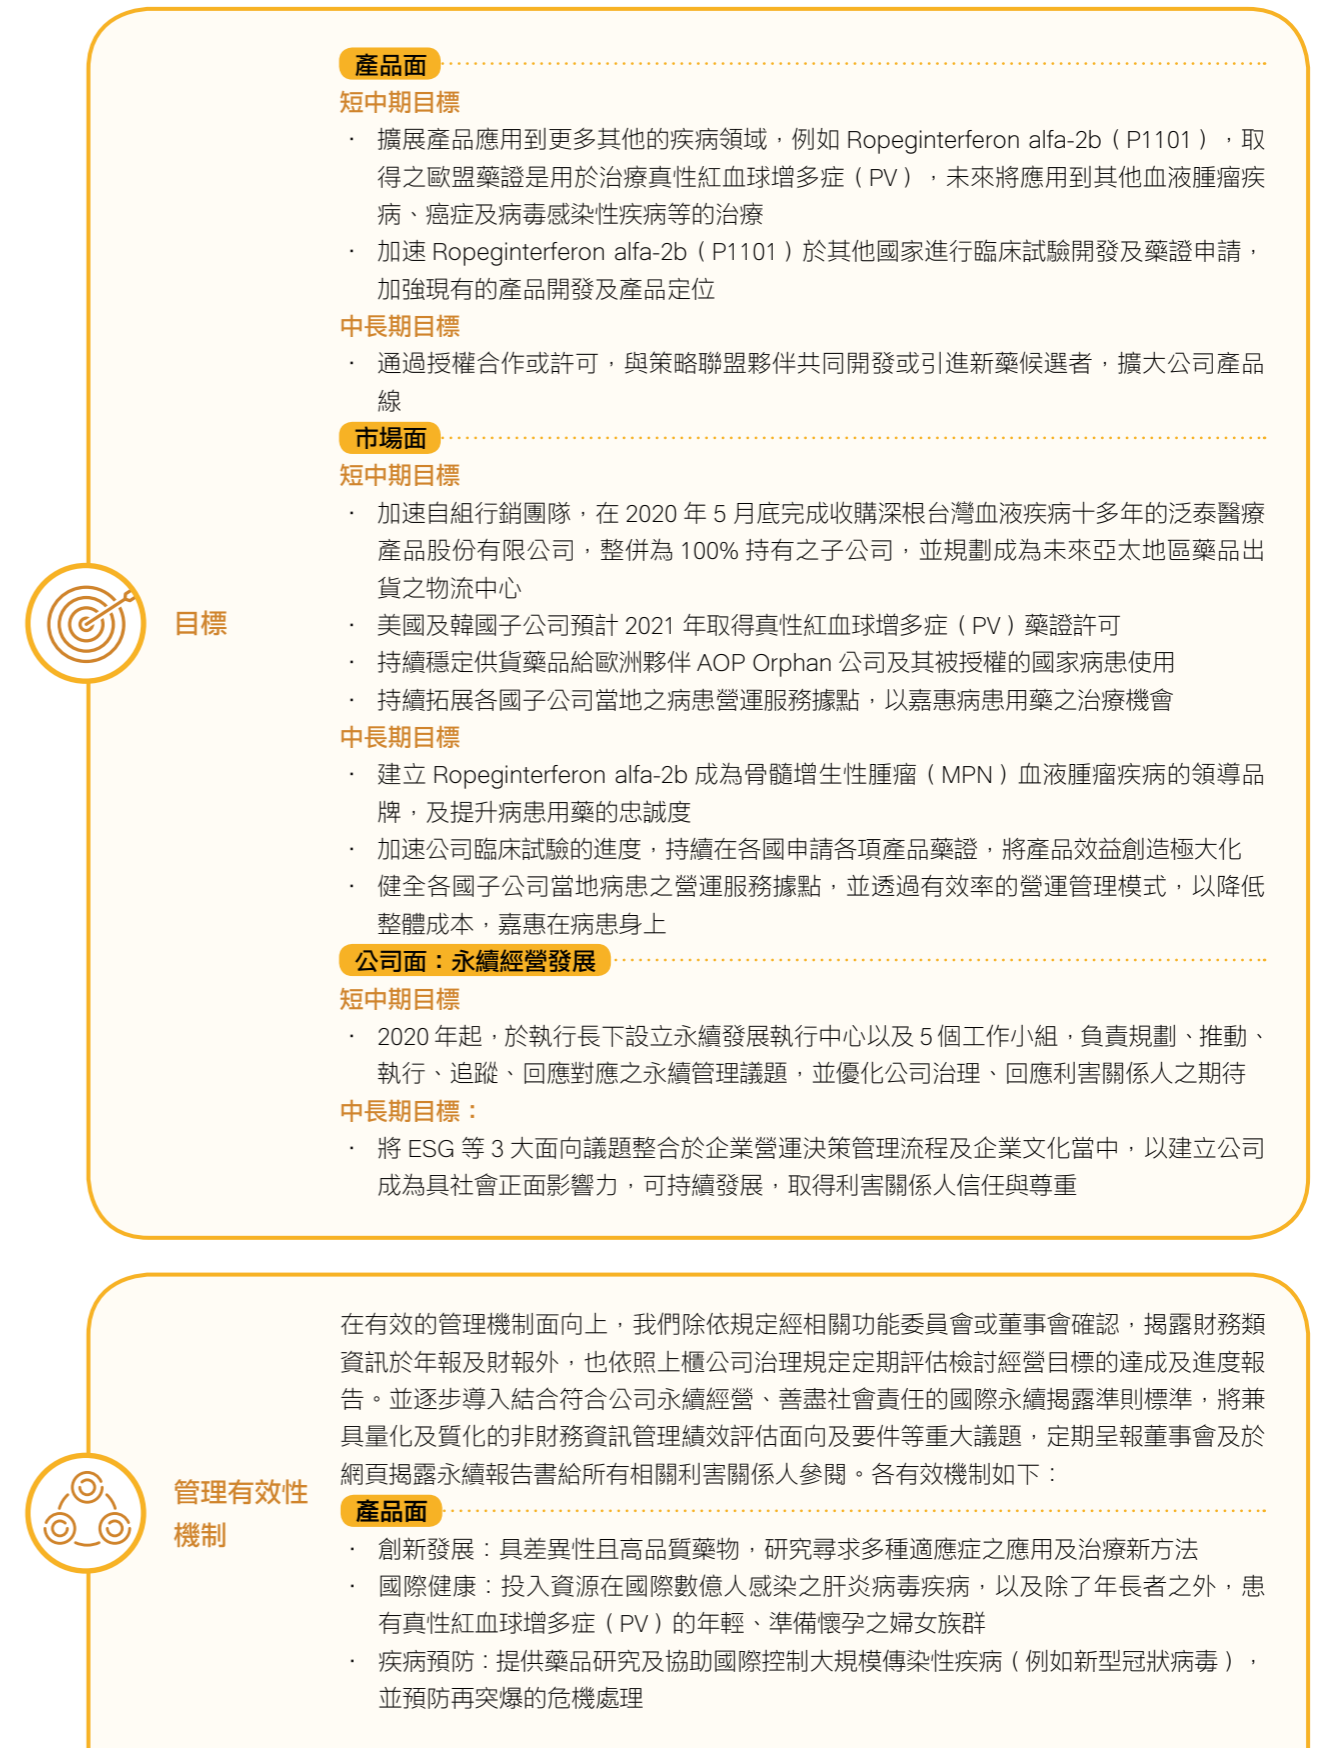 產品面
短中期目標
· 擴展產品應用到更多其他的疾病領域，例如 Ropeginterferon alfa-2b（P1101），取
得之歐盟藥證是用於治療真性紅血球增多症（PV），未來將應用到其他血液腫瘤疾
病、癌症及病毒感染性疾病等的治療
· 加速 Ropeginterferon alfa-2b（P1101）於其他國家進行臨床試驗開發及藥證申請，
加強現有的產品開發及產品定位
中長期目標
· 通過授權合作或許可，與策略聯盟夥伴共同開發或引進新藥候選者，擴大公司產品
線
市場面
短中期目標
· 加速自組行銷團隊，在 2020 年 5 月底完成收購深根台灣血液疾病十多年的泛泰醫療
產品股份有限公司，整併為 100% 持有之子公司，並規劃成為未來亞太地區藥品出
貨之物流中心
目標
· 美國及韓國子公司預計 2021 年取得真性紅血球增多症（PV）藥證許可
· 持續穩定供貨藥品給歐洲夥伴 AOP Orphan 公司及其被授權的國家病患使用
· 持續拓展各國子公司當地之病患營運服務據點，以嘉惠病患用藥之治療機會
中長期目標
· 建立 Ropeginterferon alfa-2b 成為骨髓增生性腫瘤（MPN）血液腫瘤疾病的領導品
牌，及提升病患用藥的忠誠度
· 加速公司臨床試驗的進度，持續在各國申請各項產品藥證，將產品效益創造極大化
· 健全各國子公司當地病患之營運服務據點，並透過有效率的營運管理模式，以降低
整體成本，嘉惠在病患身上
公司面：永續經營發展
短中期目標
· 2020 年起，於執行長下設立永續發展執行中心以及 5 個工作小組，負責規劃、推動、
執行、追蹤、回應對應之永續管理議題，並優化公司治理、回應利害關係人之期待
中長期目標：
· 將 ESG 等 3 大面向議題整合於企業營運決策管理流程及企業文化當中，以建立公司
成為具社會正面影響力，可持續發展，取得利害關係人信任與尊重
在有效的管理機制面向上，我們除依規定經相關功能委員會或董事會確認，揭露財務類
資訊於年報及財報外，也依照上櫃公司治理規定定期評估檢討經營目標的達成及進度報
告。並逐步導入結合符合公司永續經營、善盡社會責任的國際永續揭露準則標準，將兼
具量化及質化的非財務資訊管理績效評估面向及要件等重大議題，定期呈報董事會及於
網頁揭露永續報告書給所有相關利害關係人參閱。各有效機制如下：
管理有效性
機制
產品面
· 創新發展：具差異性且高品質藥物，研究尋求多種適應症之應用及治療新方法
· 國際健康：投入資源在國際數億人感染之肝炎病毒疾病，以及除了年長者之外，患
有真性紅血球增多症（PV）的年輕、準備懷孕之婦女族群
· 疾病預防：提供藥品研究及協助國際控制大規模傳染性疾病（例如新型冠狀病毒），
並預防再突爆的危機處理